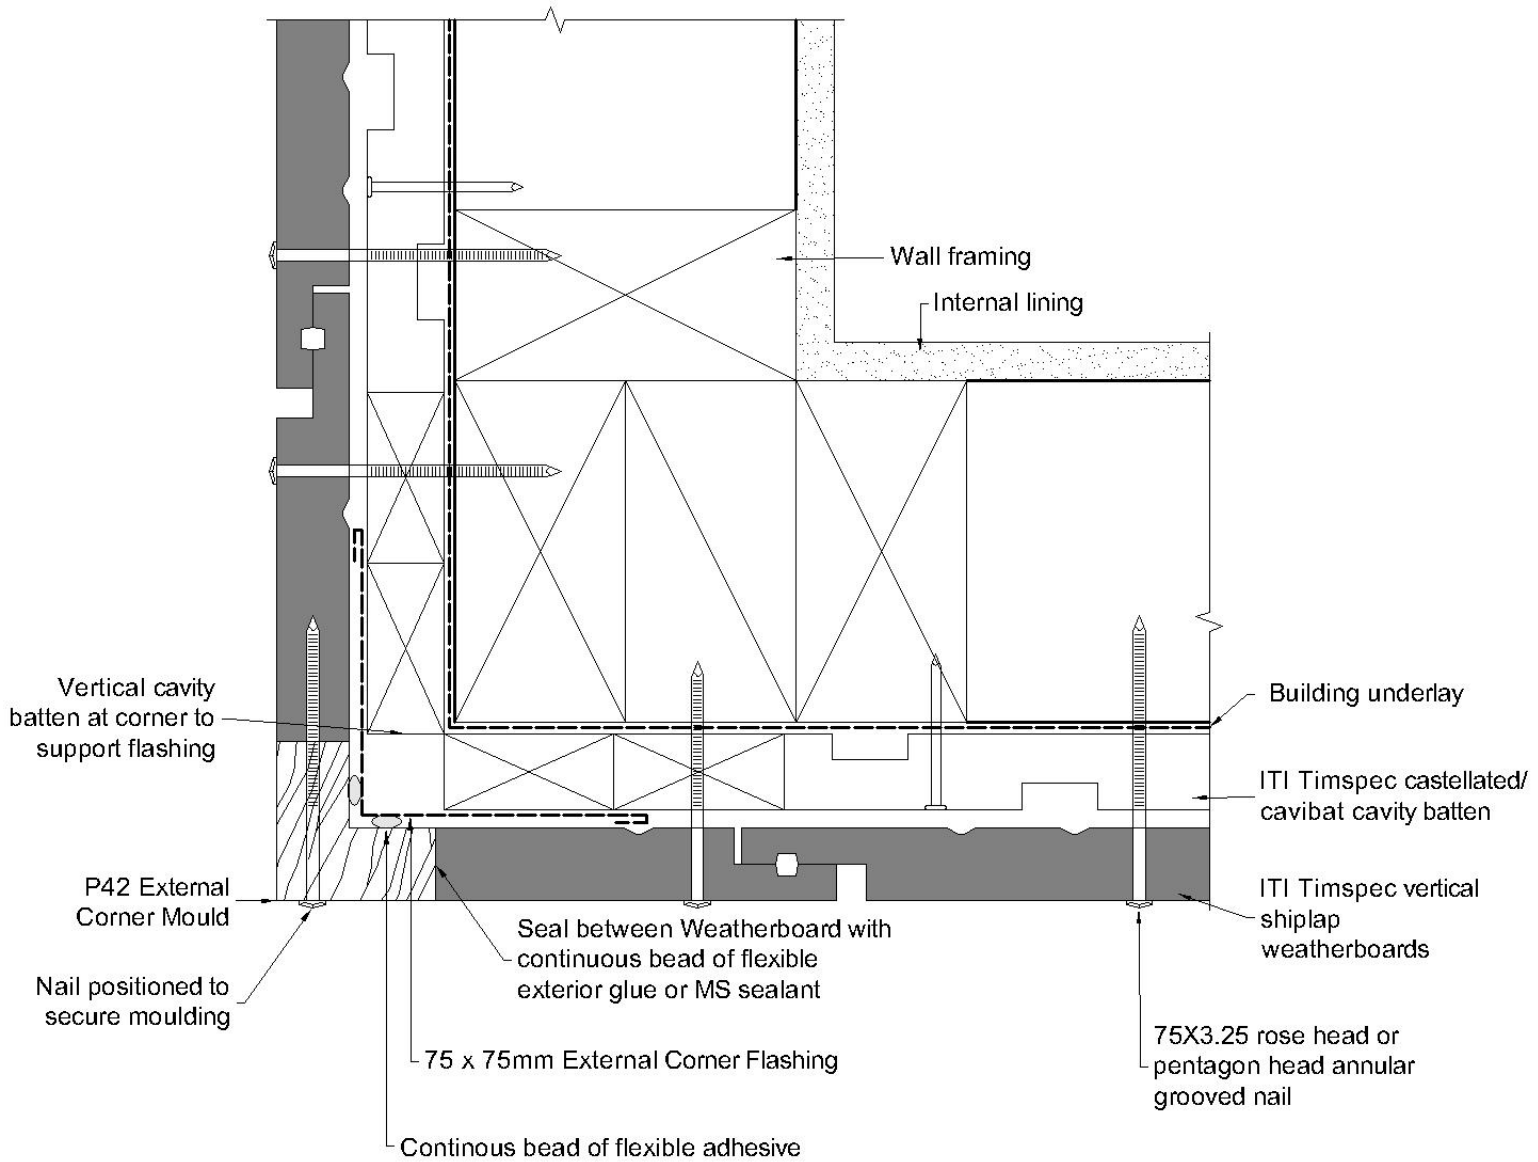 Wall framing
Internal lining
Vertical cavity
batten at corner to
support flashing
Building underlay
ITI Timspec castellated/
cavibat cavity batten
P42 External
Corner Mould
ITI Timspec vertical
shiplap
weatherboards
Seal between Weatherboard with
continuous bead of flexible
exterior glue or MS sealant
Nail positioned to
secure moulding
75 x 75mm External Corner Flashing
75X3.25 rose head or
pentagon head annular
grooved nail
Continous bead of flexible adhesive